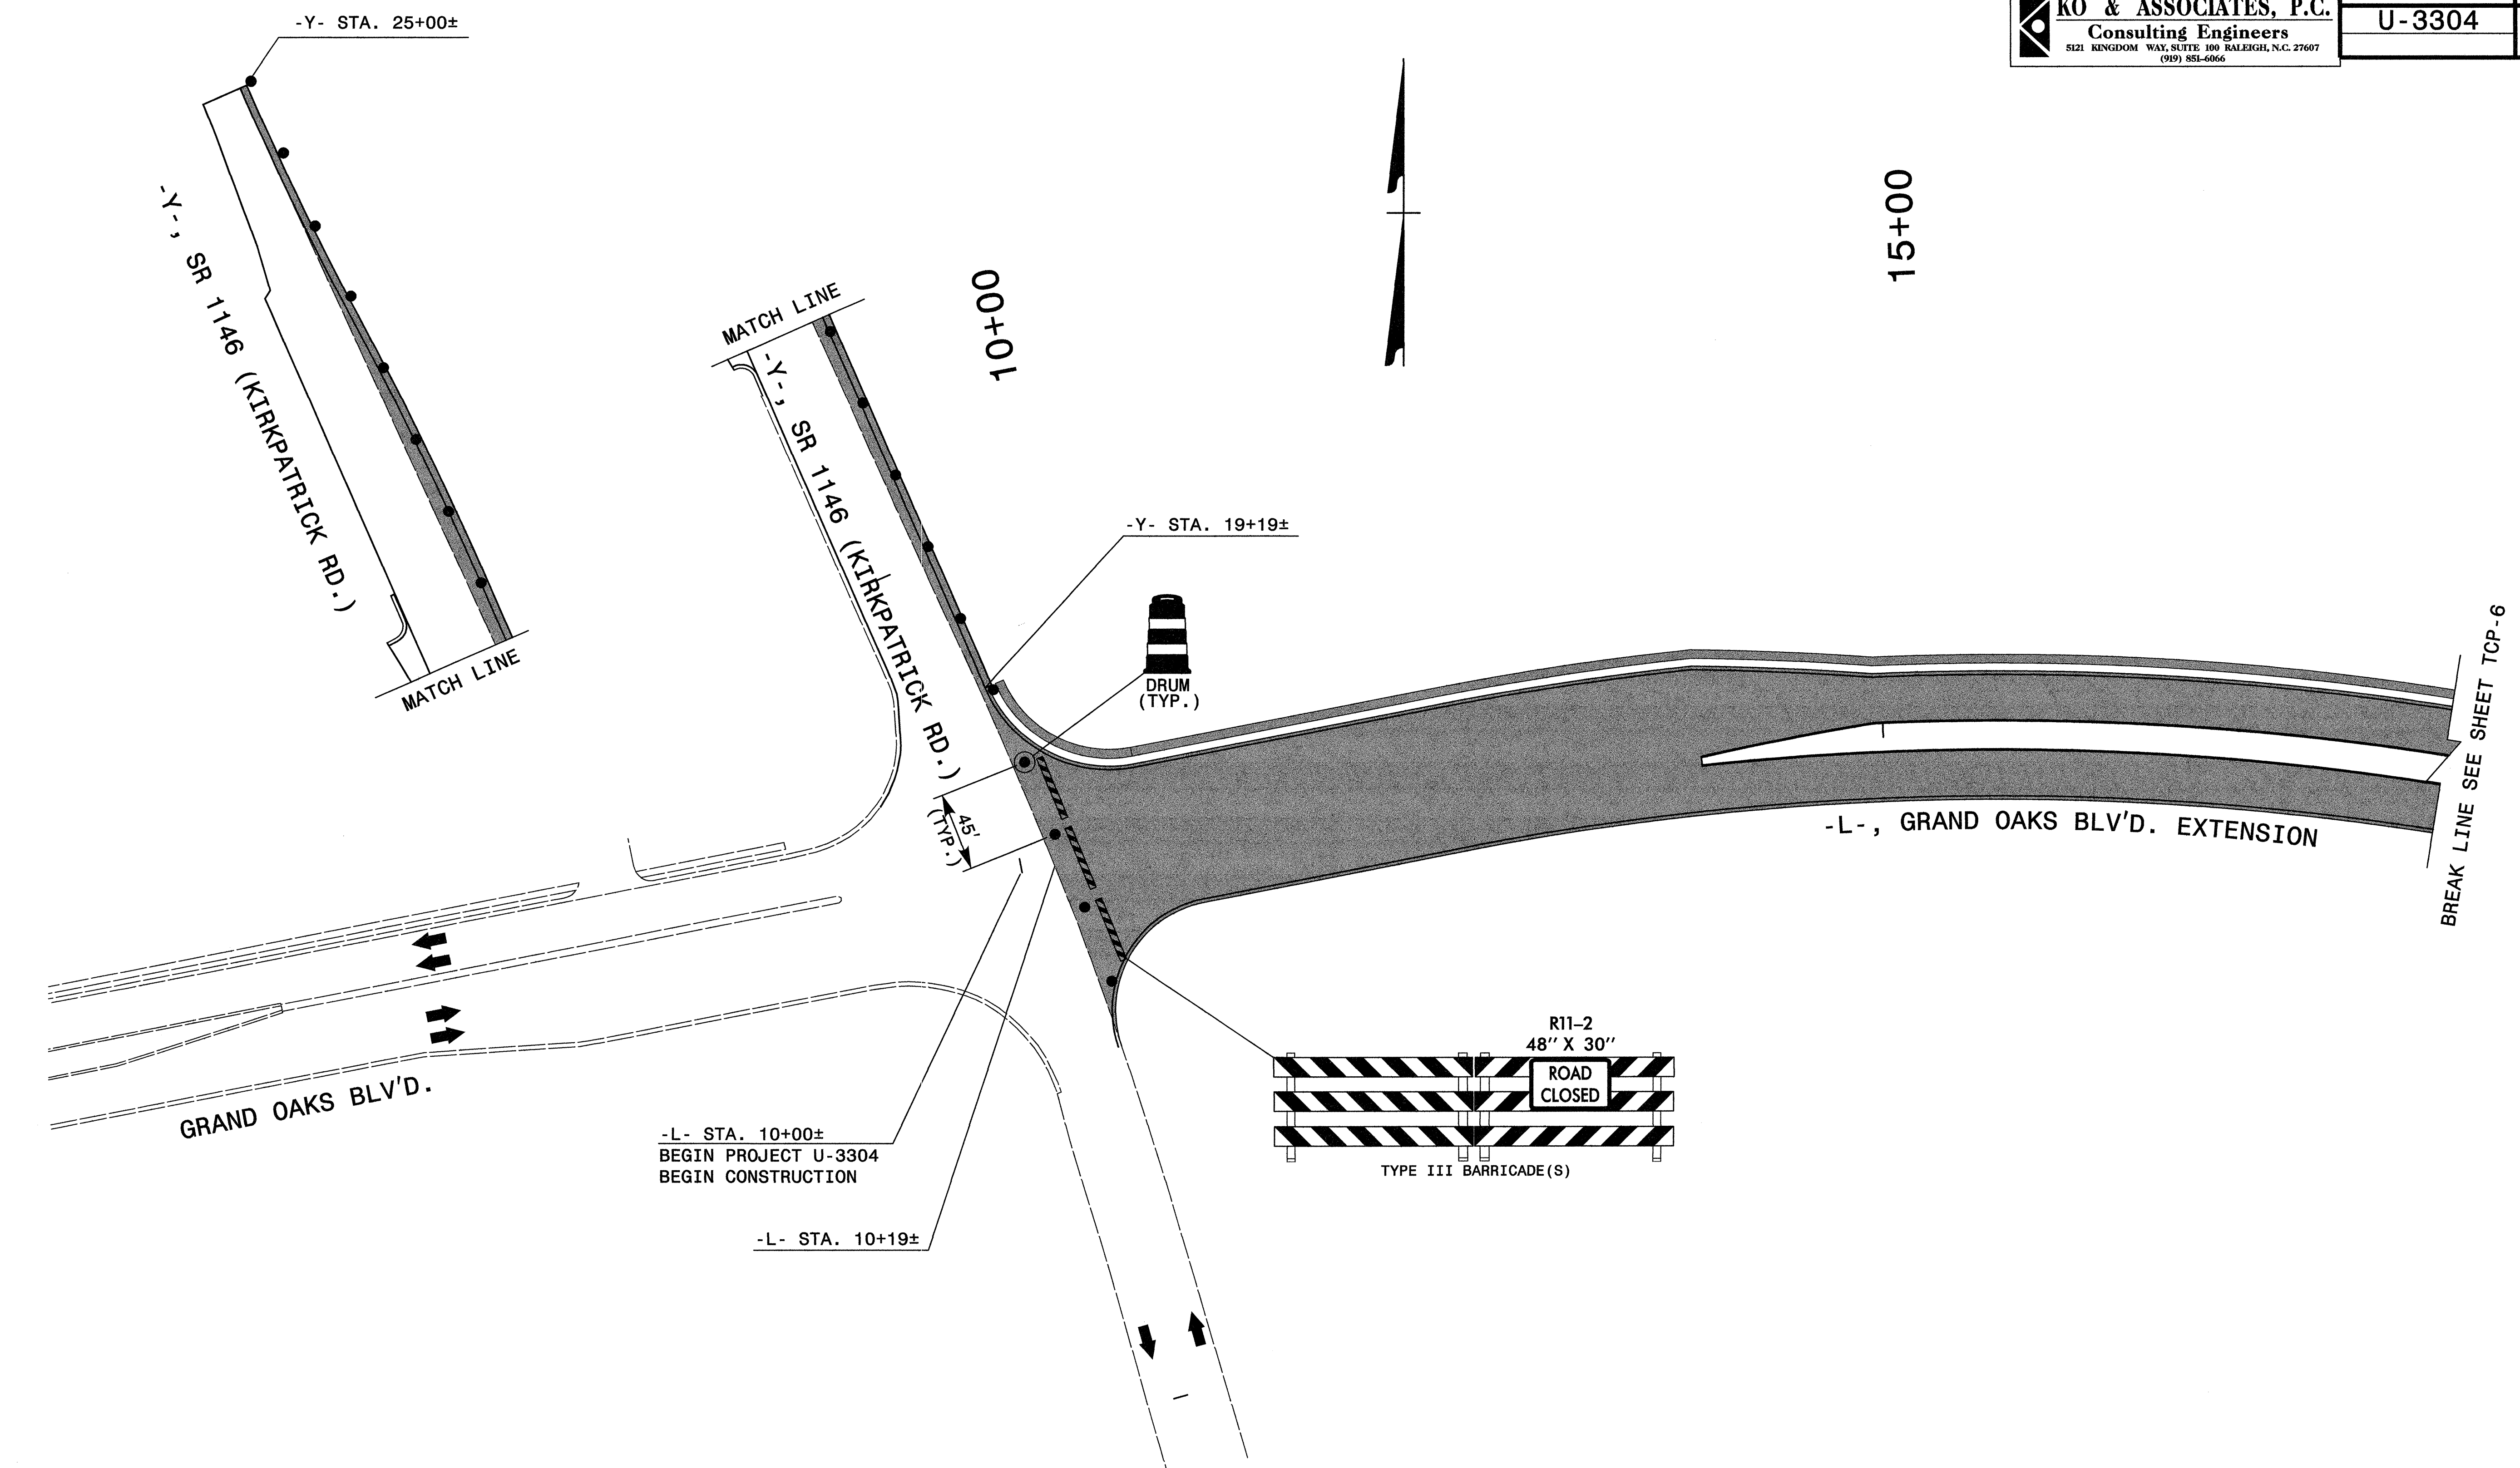 KO & ASSOCIATES, P.C.
Consulting Engineers
5121 KINGDOM WAY, SUITE 100 RALEIGH, N.C. 27607
(919) 851-6066
U-3304
-Y- STA. 25+00±
-Y-, SR 1146 (KIRKPATRICK RD.)
MATCH LINE
MATCH LINE
-Y-, SR 1146 (KIRKPATRICK RD.)
10+00
15+00
-Y- STA. 19+19±
DRUM
(TYP.)
45'
(TYP.)
-L-, GRAND OAKS BLV'D. EXTENSION
BREAK LINE SEE SHEET TCP-6
GRAND OAKS BLV'D.
R11-2
48" X 30"
ROAD
CLOSED
TYPE III BARRICADE(S)
-L- STA. 10+00±
BEGIN PROJECT U-3304
BEGIN CONSTRUCTION
-L- STA. 10+19±